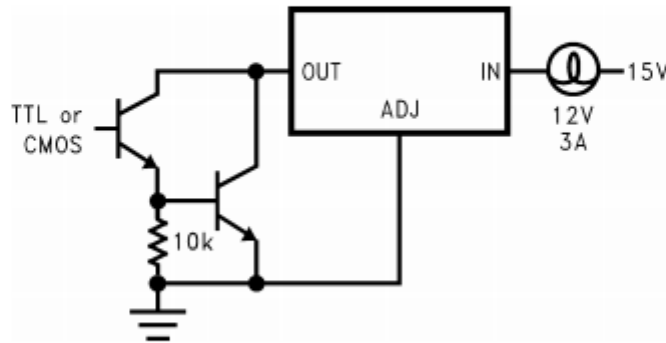 OUT
IN
ADJ
15V
12V
3A
TTL or
CMOS
10k